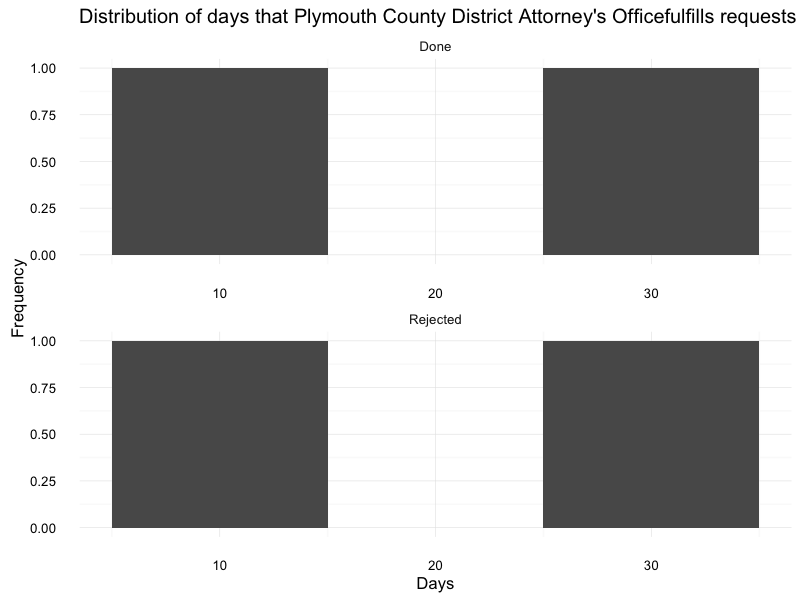 Distribution of days that Plymouth County District Attorney's Officefulfills requests
Done
1.00
0.75
0.50
0.25
0.00
10 20 30
Frequency
Rejected
1.00
0.75
0.50
0.25
0.00
10 20 30
Days